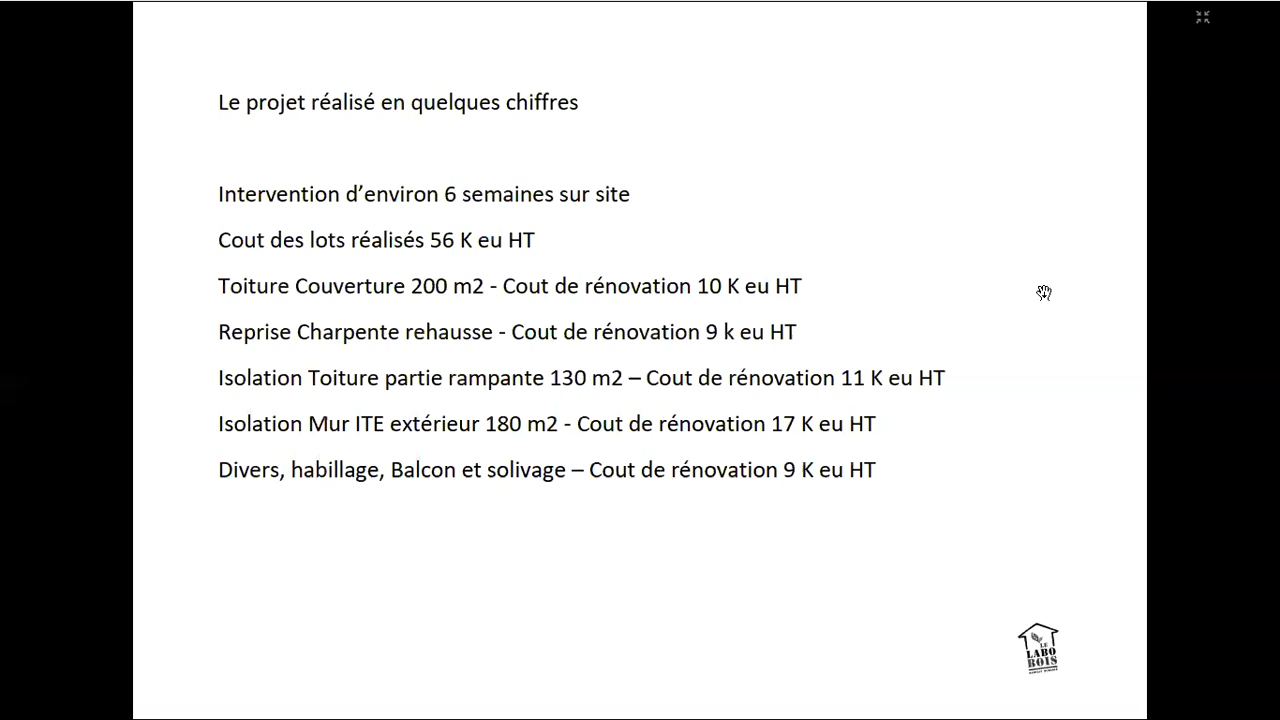 Le projet réalisé en quelques chiffres
Intervention d’environ 6 semaines sur site
Cout des lots réalisés 56 K eu HT
Toiture Couverture 200 m2 - Cout de rénovation 10 K eu HT
Reprise Charpente rehausse - Cout de rénovation 9 k eu HT
Isolation Toiture partie rampante 130 m2 – Cout de rénovation 11 K eu HT
Isolation Mur ITE extérieur 180 m2 - Cout de rénovation 17 K eu HT
Divers, habillage, Balcon et solivage – Cout de rénovation 9 K eu HT
LE
LABO
BOIS